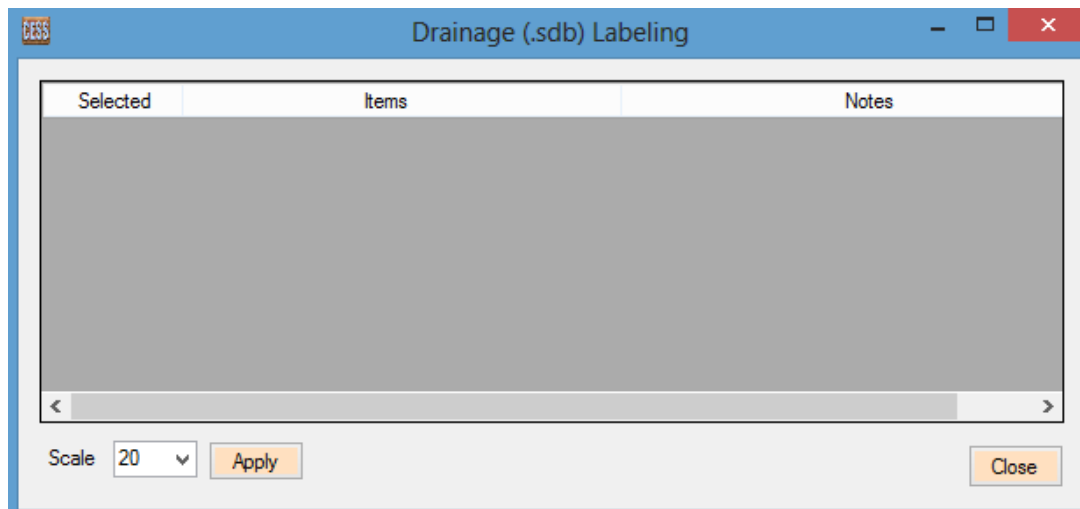 CESS
Drainage (.sdb) Labeling
Selected Items Notes
Scale 20 Apply
Close